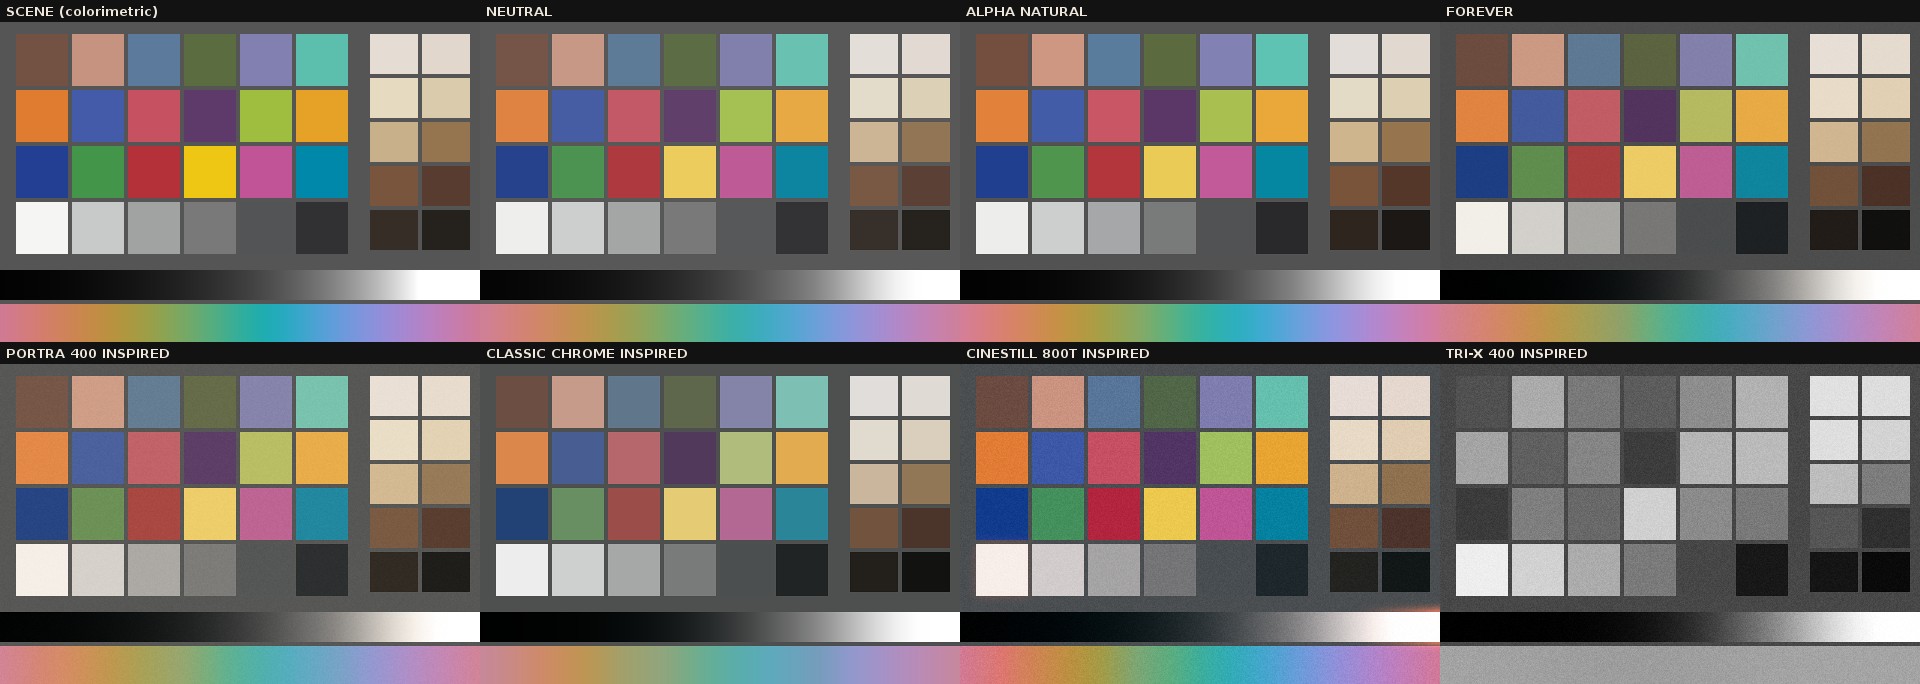 SCENE (colorimetric)
NEUTRAL
ALPHA NATURAL
FOREVER
PORTRA 400 INSPIRED
CLASSIC CHROME INSPIRED
CINESTILL 800T INSPIRED
TRI-X 400 INSPIRED